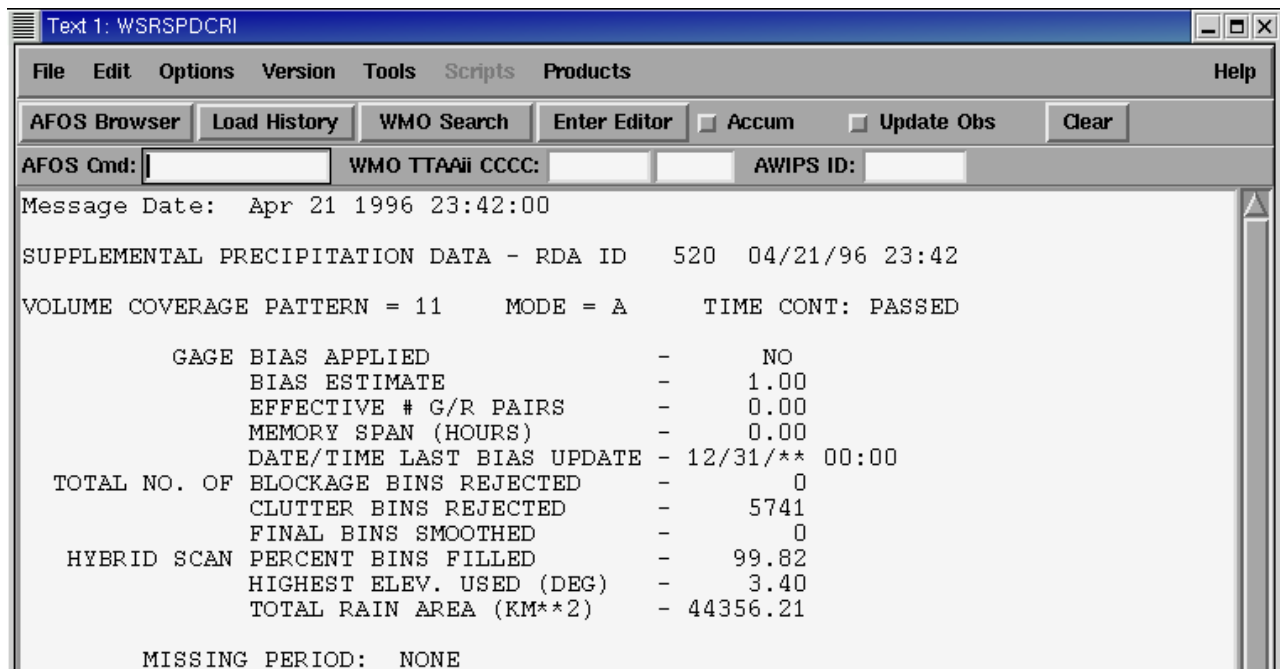 Text 1: WSRSPDCRI
File Edit Options Version Tools Scripts Products Help
AFOS Browser Load History WMO Search Enter Editor Accum Update Obs Clear
AFOS Cmd: WMO TTAAii CCCC: AWIPS ID:
Message Date: Apr 21 1996 23:42:00
SUPPLEMENTAL PRECIPITATION DATA - RDA ID 520 04/21/96 23:42
VOLUME COVERAGE PATTERN = 11 MODE = A TIME CONT: PASSED
GAGE BIAS APPLIED - NO
BIAS ESTIMATE - 1.00
EFFECTIVE # G/R PAIRS - 0.00
MEMORY SPAN (HOURS) - 0.00
DATE/TIME LAST BIAS UPDATE - 12/31/** 00:00
TOTAL NO. OF BLOCKAGE BINS REJECTED - 0
CLUTTER BINS REJECTED - 5741
FINAL BINS SMOOTHED - 0
HYBRID SCAN PERCENT BINS FILLED - 99.82
HIGHEST ELEV. USED (DEG) - 3.40
TOTAL RAIN AREA (KM**2) - 44356.21
MISSING PERIOD: NONE